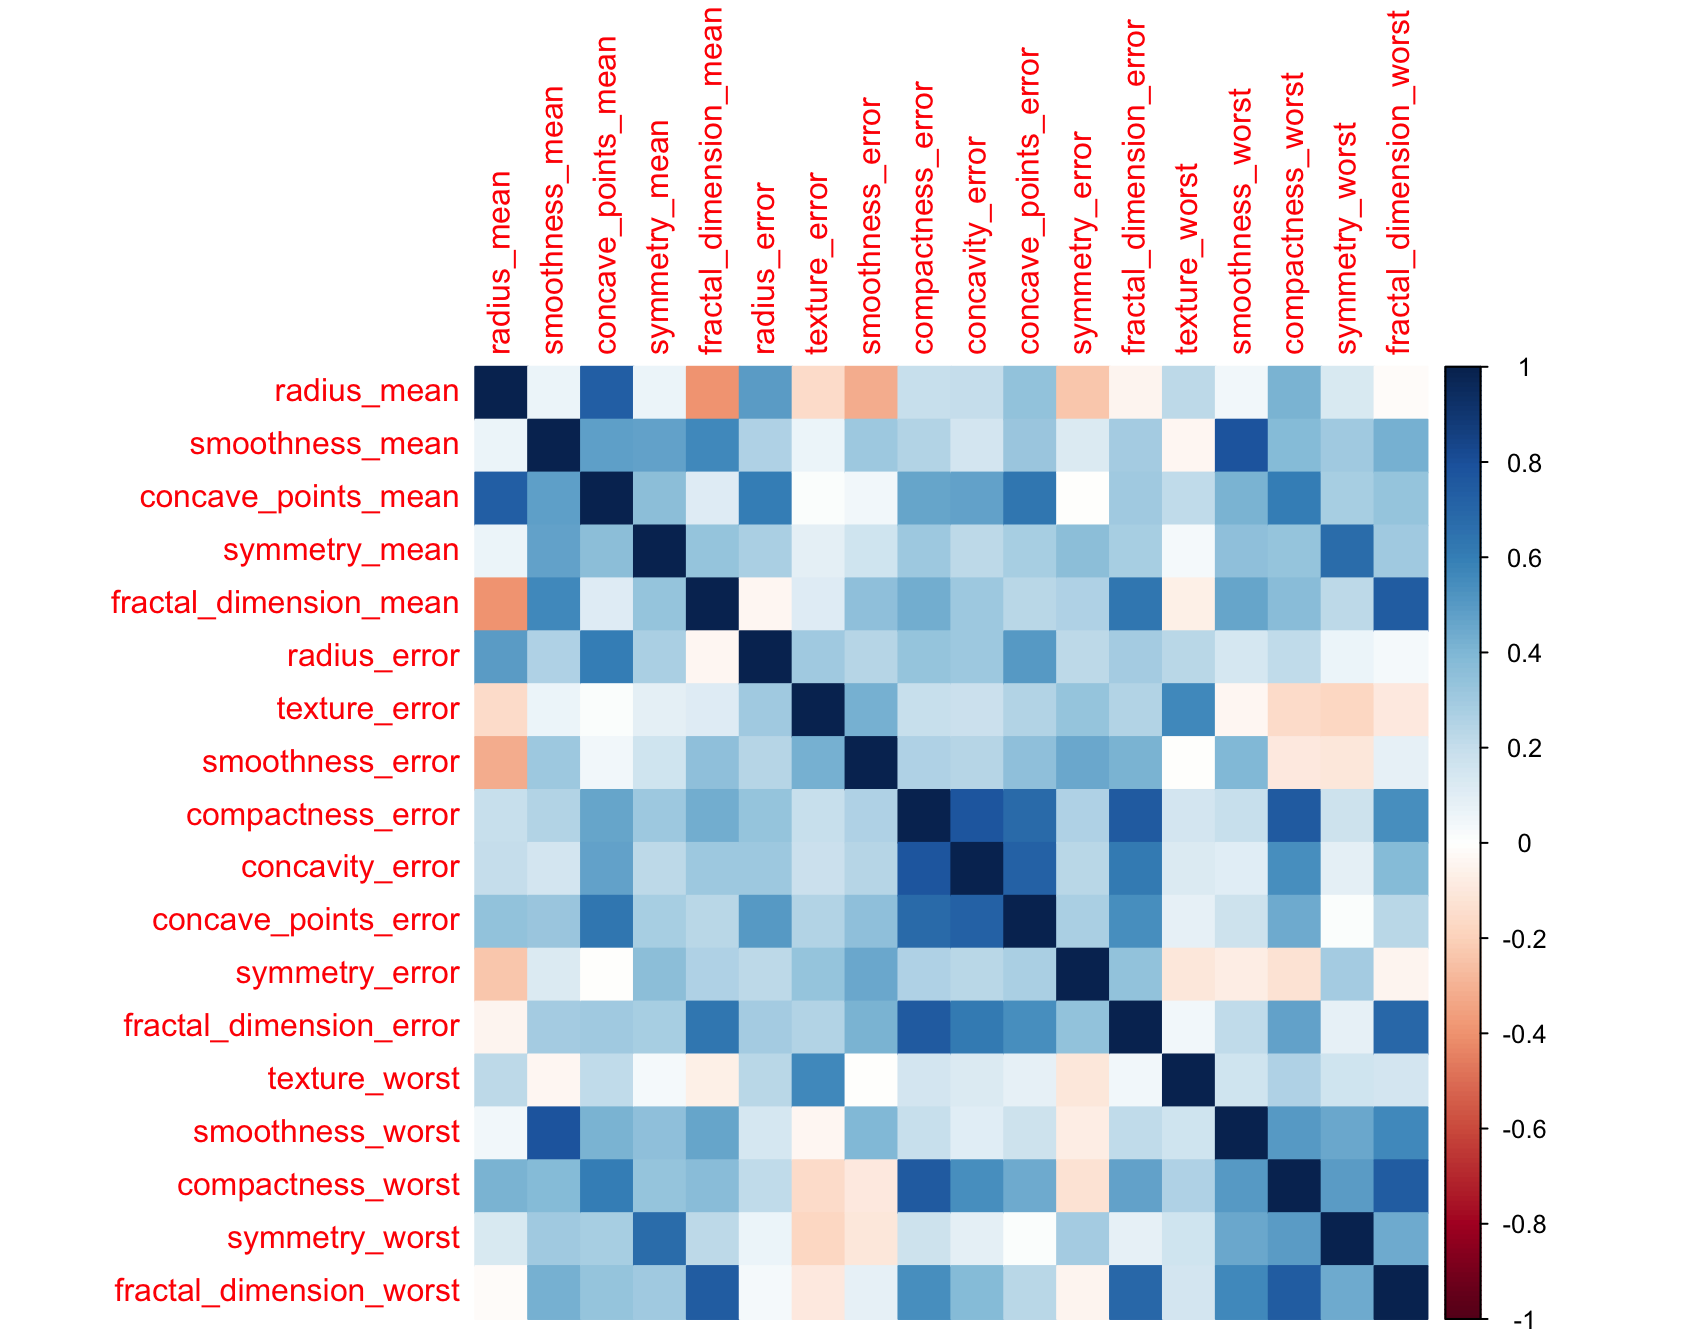 radius_mean
smoothness_mean
concave_points_mean
symmetry_mean
fractal_dimension_mean
radius_error
texture_error
smoothness_error
compactness_error
concavity_error
concave_points_error
symmetry_error
fractal_dimension_error
texture_worst
smoothness_worst
compactness_worst
symmetry_worst
fractal_dimension_worst
radius_mean
smoothness_mean
concave_points_mean
symmetry_mean
fractal_dimension_mean
radius_error
texture_error
smoothness_error
compactness_error
concavity_error
concave_points_error
symmetry_error
fractal_dimension_error
texture_worst
smoothness_worst
compactness_worst
symmetry_worst
fractal_dimension_worst
1
0.8
0.6
0.4
0.2
0
-0.2
-0.4
-0.6
-0.8
-1